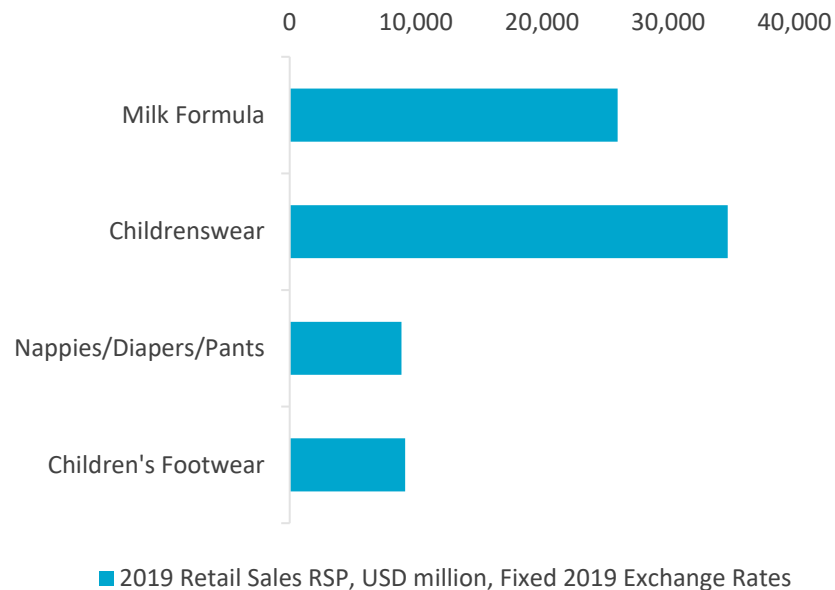 0 10,000 20,000 30,000 40,000
Milk Formula
Childrenswear
Nappies/Diapers/Pants
Children's Footwear
2019 Retail Sales RSP, USD million, Fixed 2019 Exchange Rates